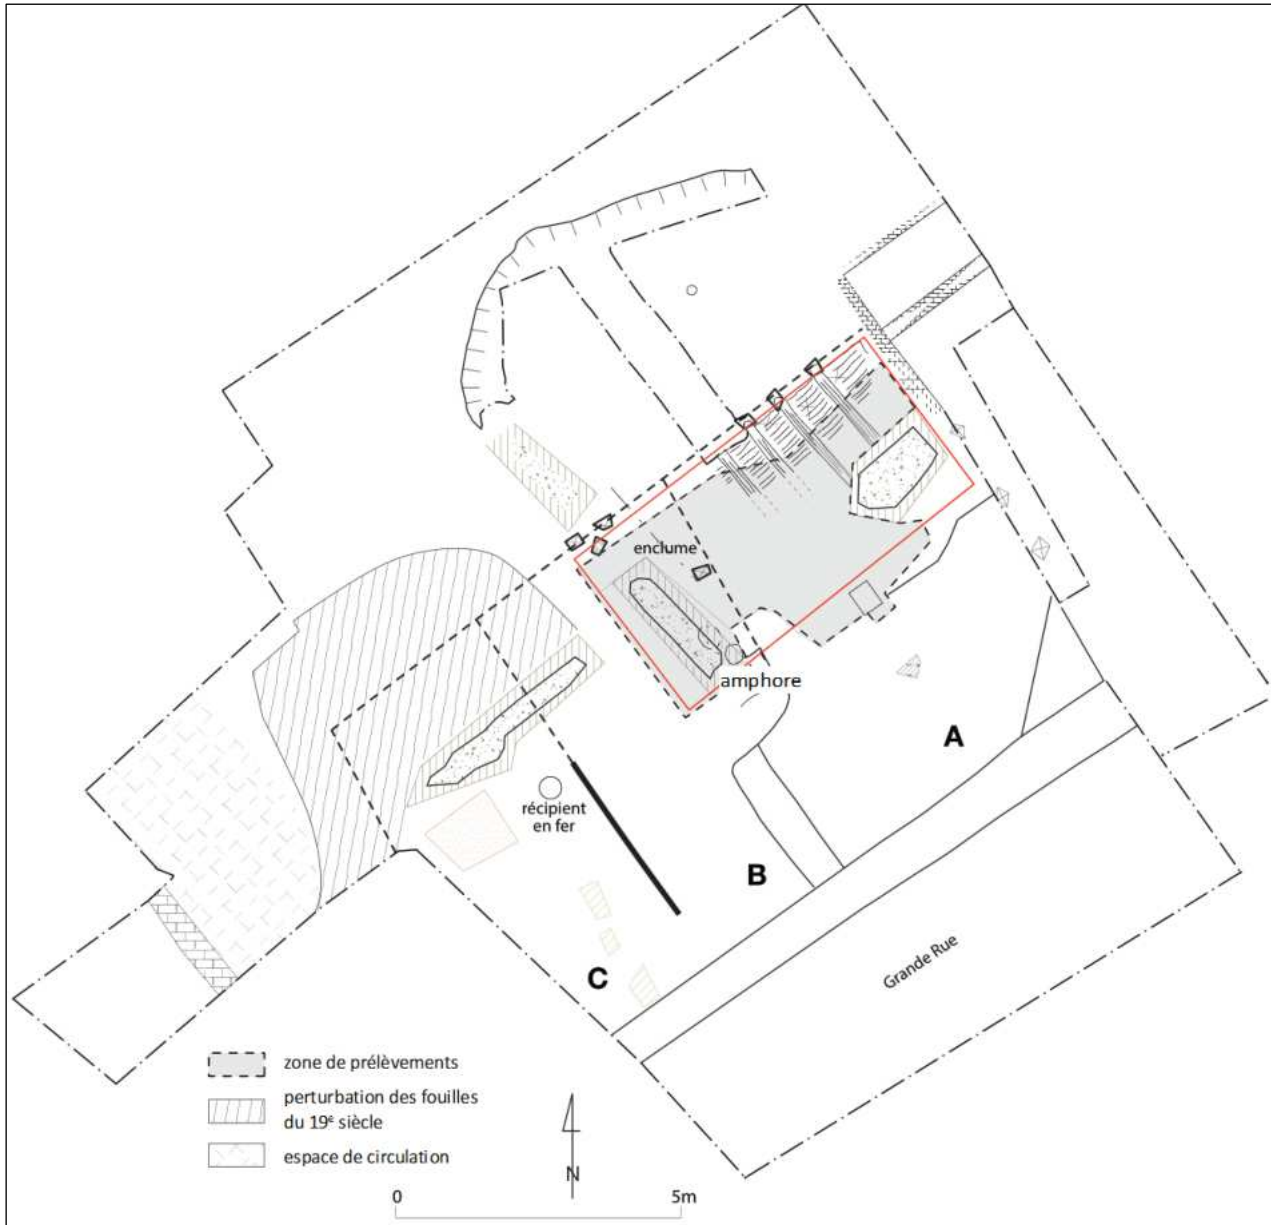 enclume
amphore
A
récipient
en fer
B
Grande Rue
C
zone de prélèvements
perturbation des fouilles
du 19e siècle
espace de circulation
N
0
5m